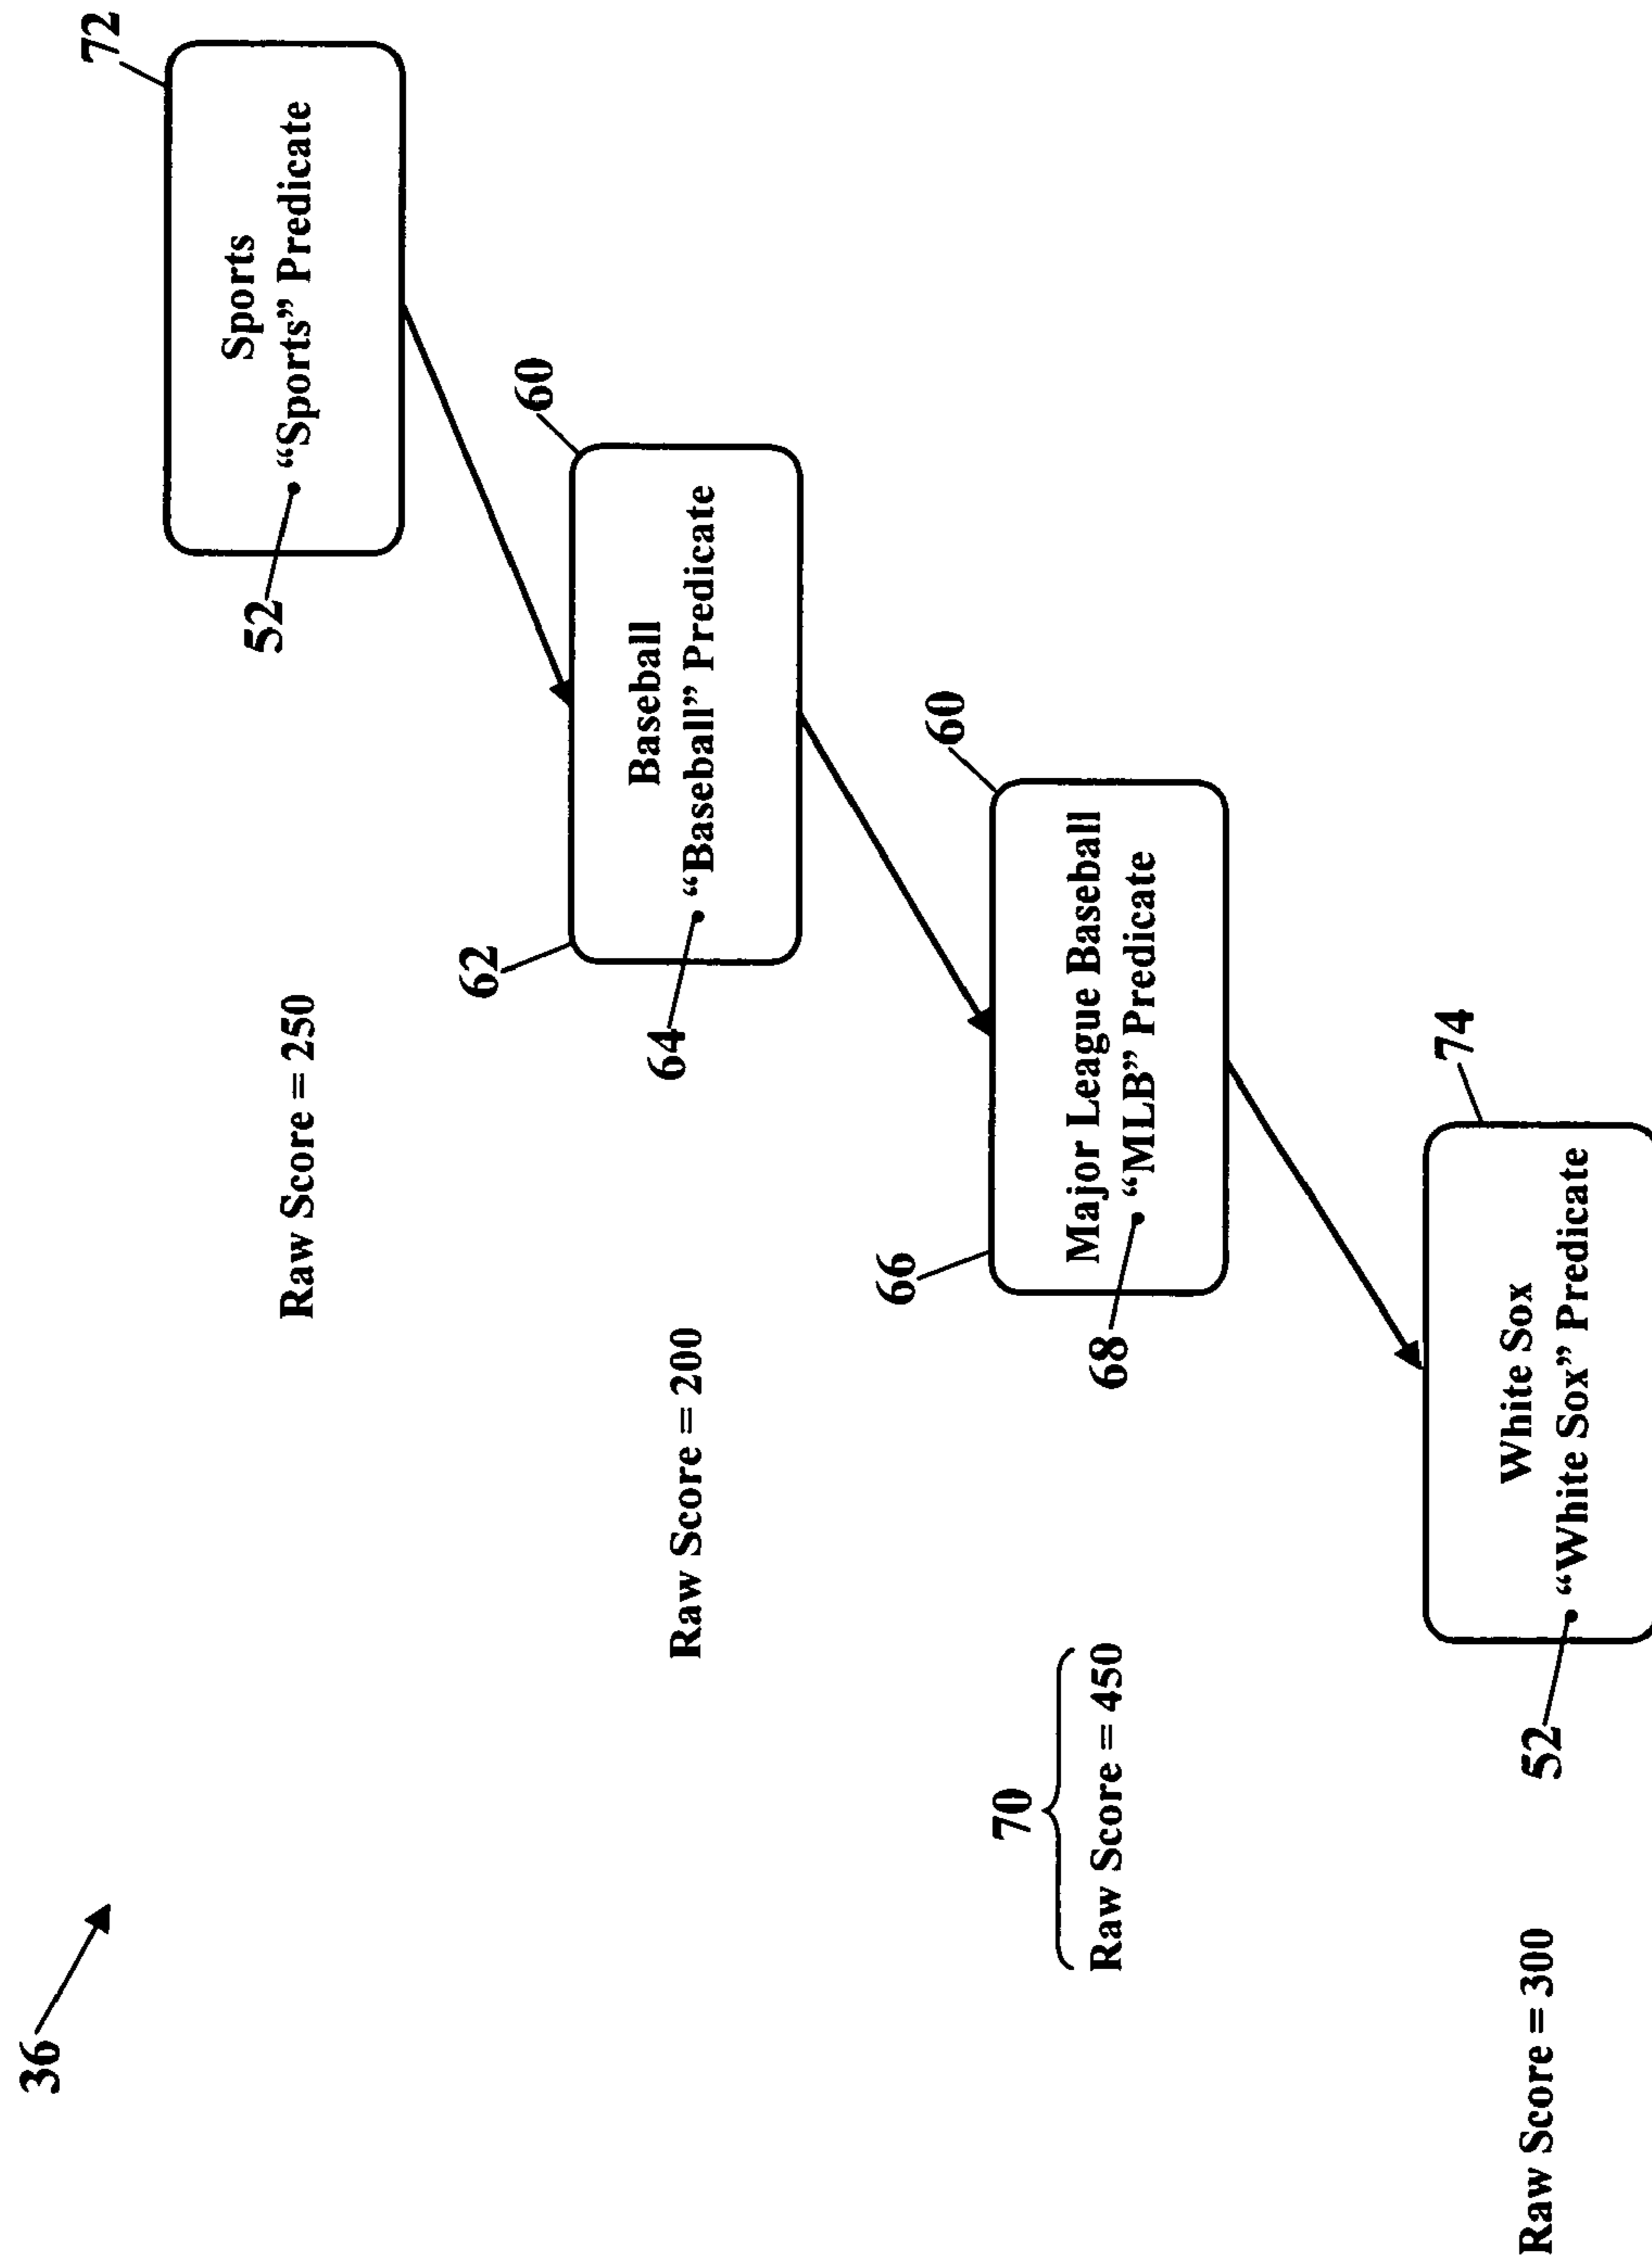 36
72
Sports
52
• “Sports” Predicate
Raw Score = 250
60
62
Baseball
64
• “Baseball” Predicate
Raw Score = 200
60
66
Major League Baseball
68
• “MLB” Predicate
70
Raw Score = 450
74
White Sox
52
• “White Sox” Predicate
Raw Score = 300